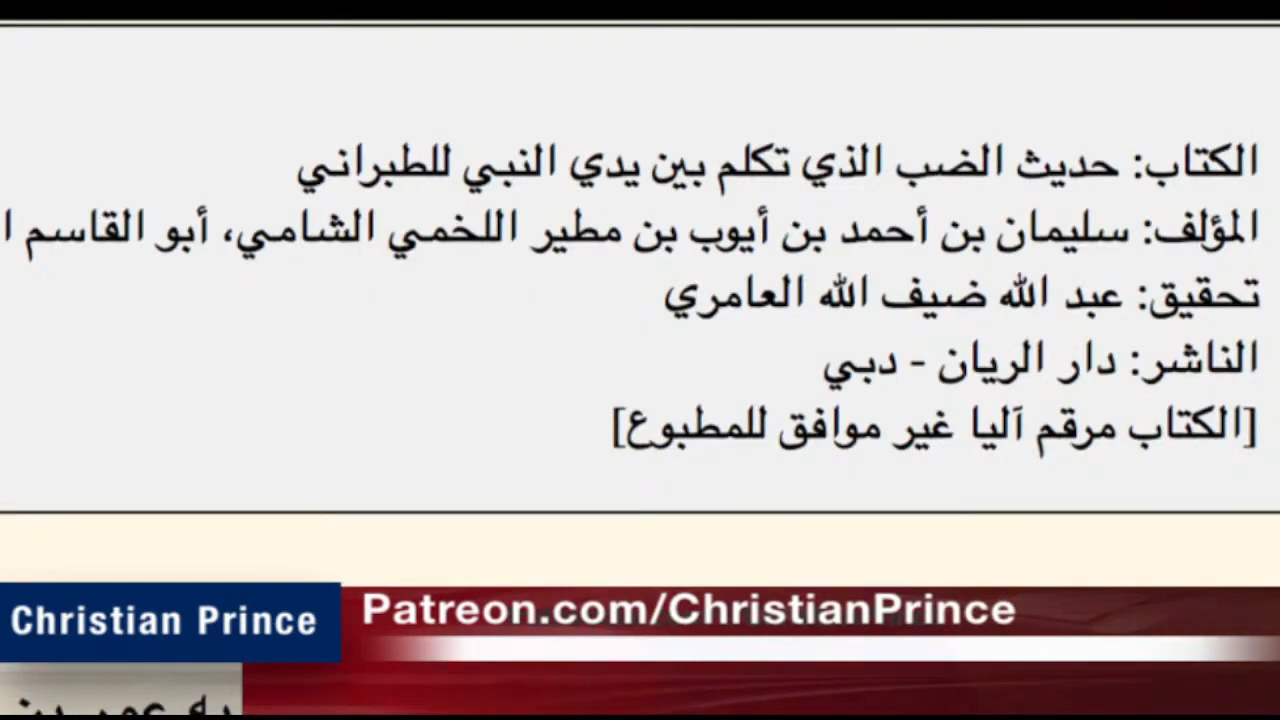 الكتاب: حديث الضب الذي تكلم بين يدي النبي للطبراني
المؤلف: سليمان بن أحمد بن أيوب بن مطير اللخمي الشامي، أبو القاسم
تحقيق: عبد الله ضيف الله العامري
الناشر: دار الريان - دبي
[الكتاب مرقم آليا غير موافق للمطبوع]
Christian Prince
Patreon.com/ChristianPrince